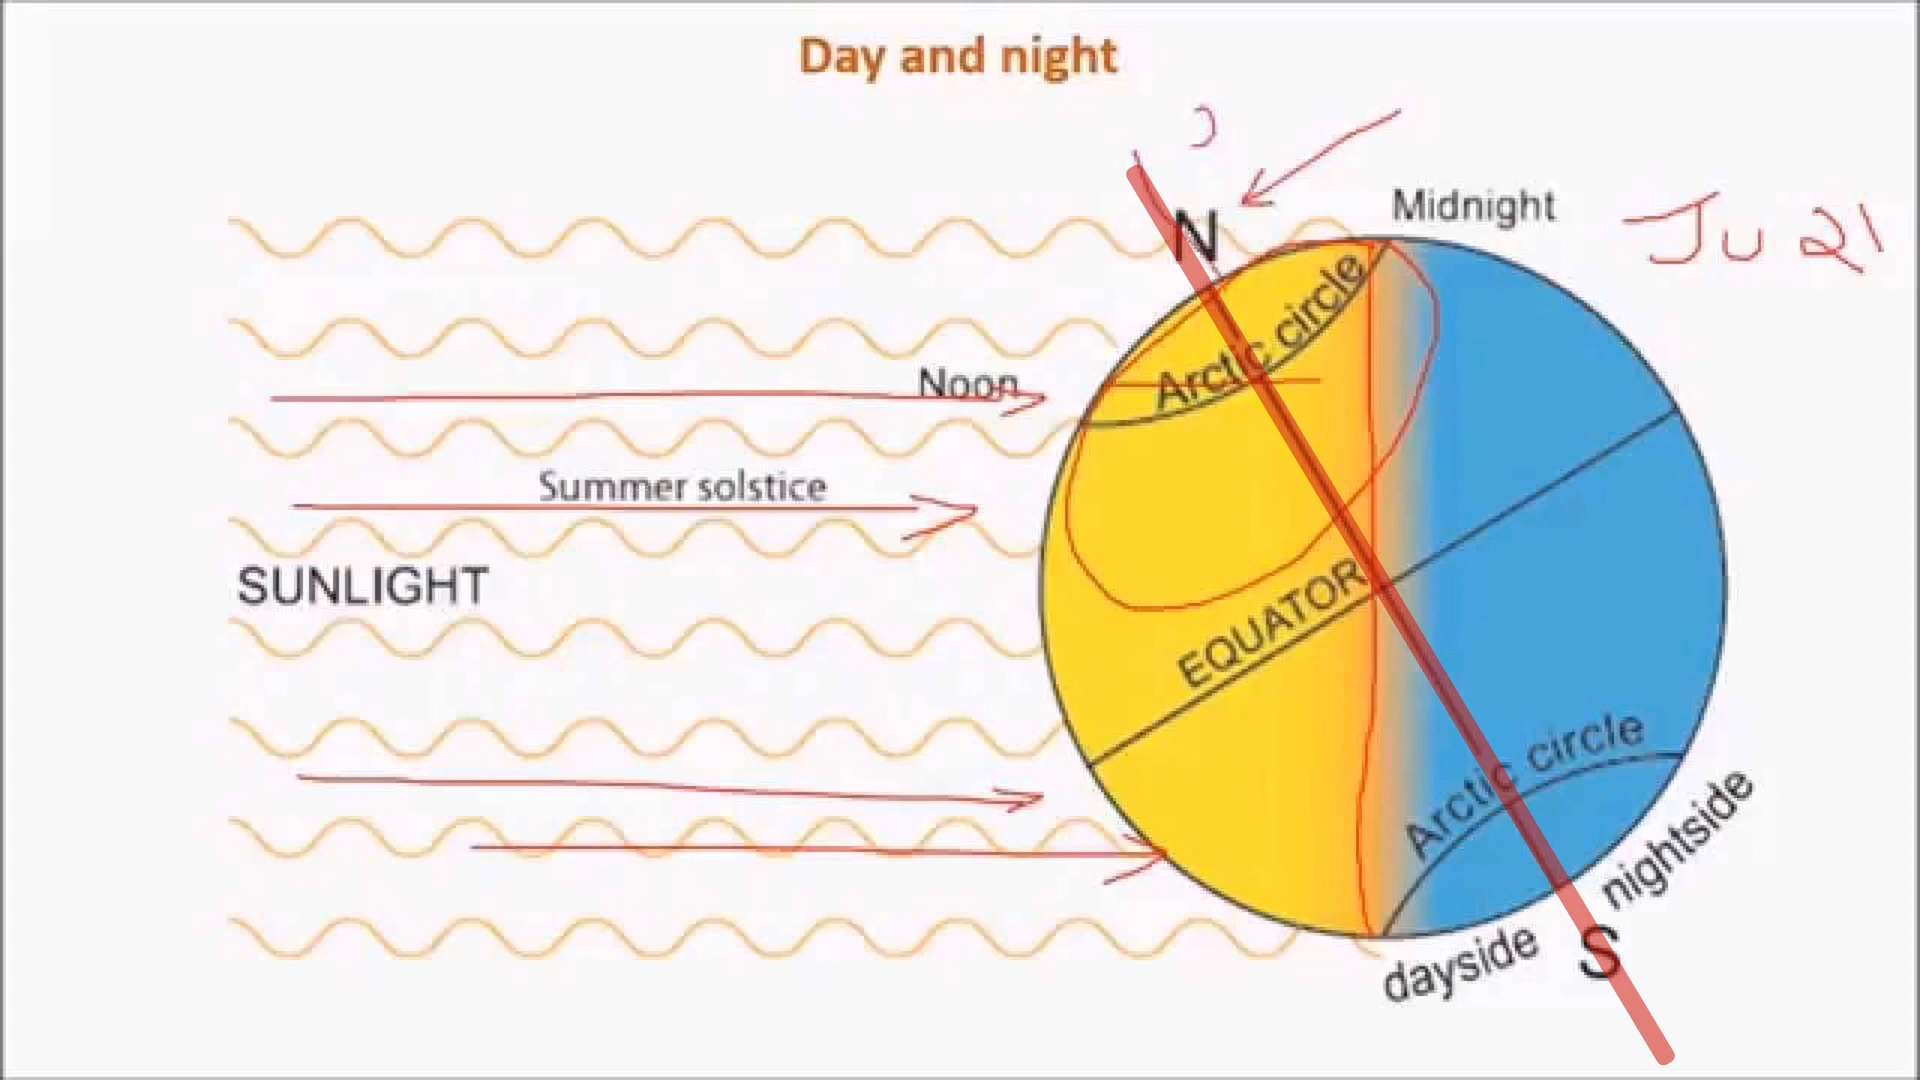 Day and night
N
Midnight
Ju 21
Arctic circle
Noon
Summer solstice
SUNLIGHT
EQUATOR
Arctic circle
nightside
dayside
S